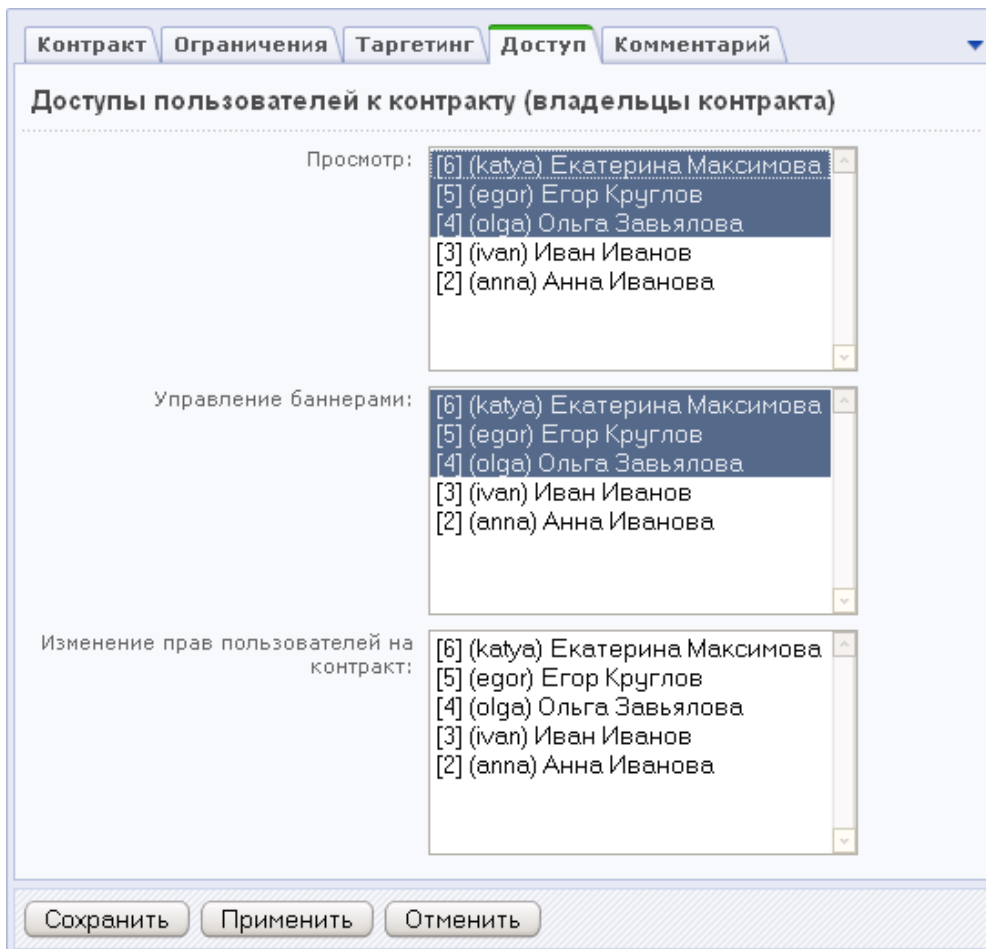 Контракт Ограничения Таргетинг Доступ Комментарий
Доступы пользователей к контракту (владельцы контракта)
Просмотр:
[6] (katya) Екатерина Максимова
[5] (egor) Егор Круглов
[4] (olga) Ольга Завьялова
[3] (ivan) Иван Иванов
[2] (anna) Анна Иванова
Управление баннерами:
[6] (katya) Екатерина Максимова
[5] (egor) Егор Круглов
[4] (olga) Ольга Завьялова
[3] (ivan) Иван Иванов
[2] (anna) Анна Иванова
Изменение прав пользователей на
контракт:
[6] (katya) Екатерина Максимова
[5] (egor) Егор Круглов
[4] (olga) Ольга Завьялова
[3] (ivan) Иван Иванов
[2] (anna) Анна Иванова
Сохранить Применить Отменить